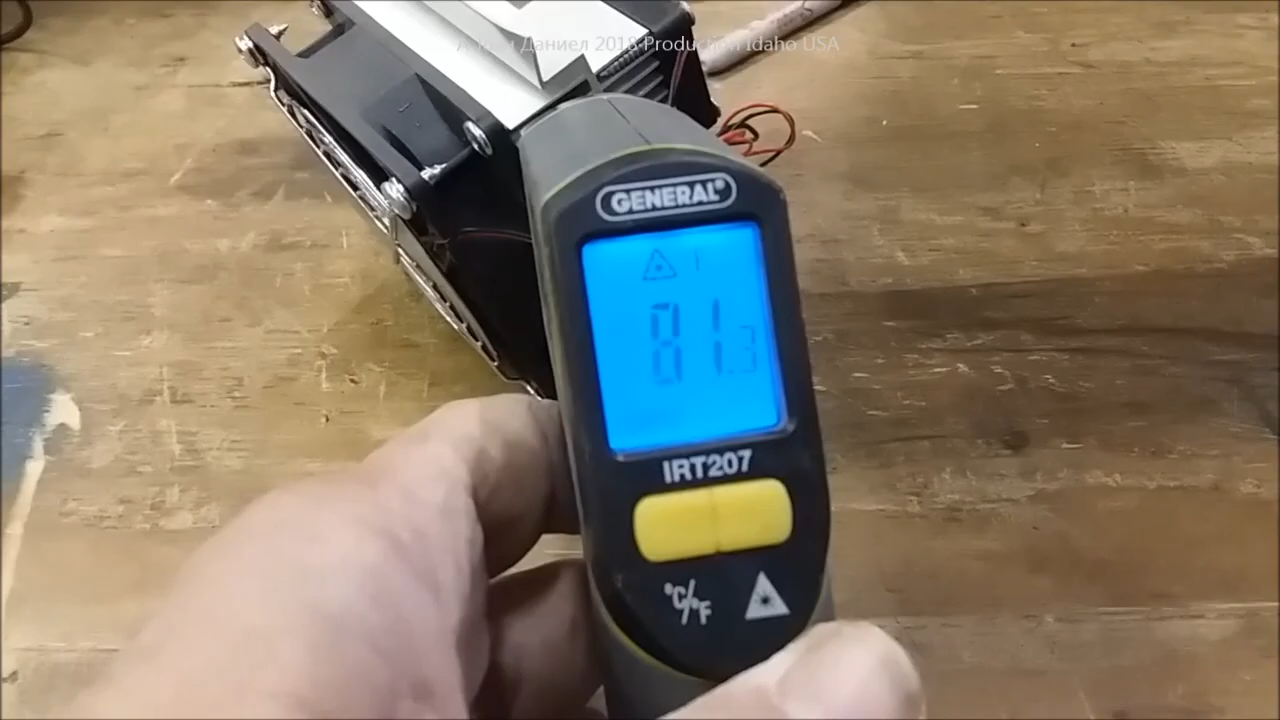 Даниел 2018 Production Idaho USA
GENERAL®
81.3
IRT207
°C/°F